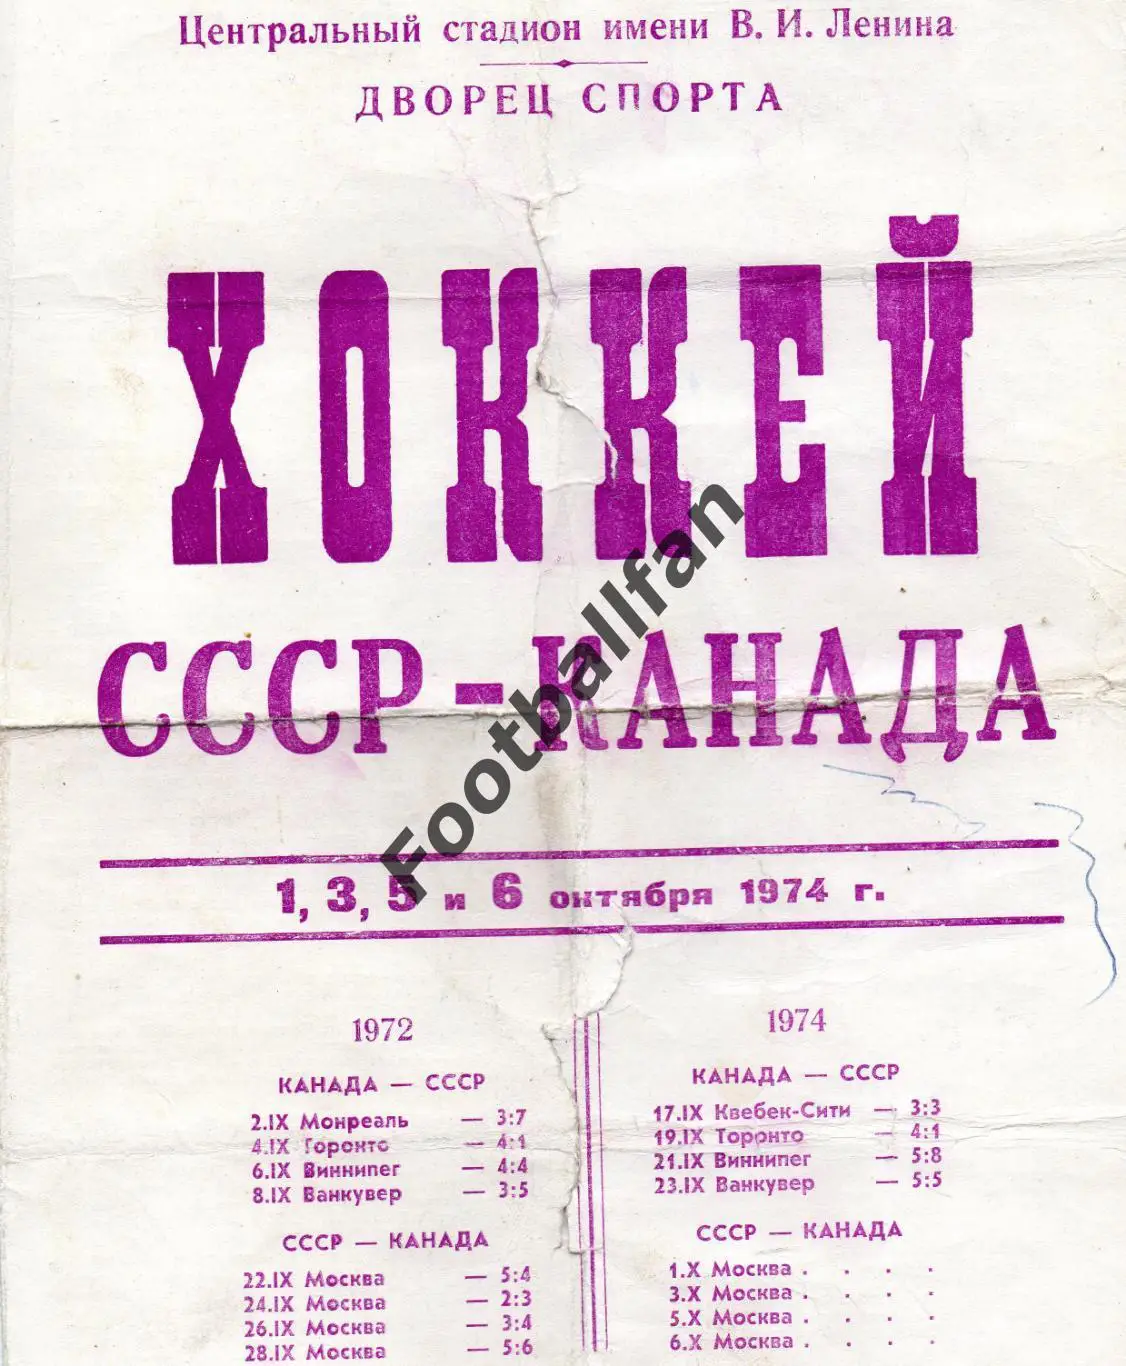 Центральный стадион имени В. И. Ленина
ДВОРЕЦ СПОРТА
ХОККЕЙ
СССР-КАНАДА
Footballfan
1, 3, 5 и 6 октября 1974 г.
1972
КАНАДА — СССР
2.IX Монреаль — 3:7
4.IX Торонто — 4:1
6.IX Виннипег — 4:4
8.IX Ванкувер — 3:5
СССР — КАНАДА
22.IX Москва — 5:4
24.IX Москва — 2:3
26.IX Москва — 3:4
28.IX Москва — 5:6
1974
КАНАДА — СССР
17.IX Квебек-Сити — 3:3
19.IX Торонто — 4:1
21.IX Виннипег — 5:8
23.IX Ванкувер — 5:5
СССР — КАНАДА
1.X Москва . . . .
3.X Москва . . . .
5.X Москва . . . .
6.X Москва . . . .